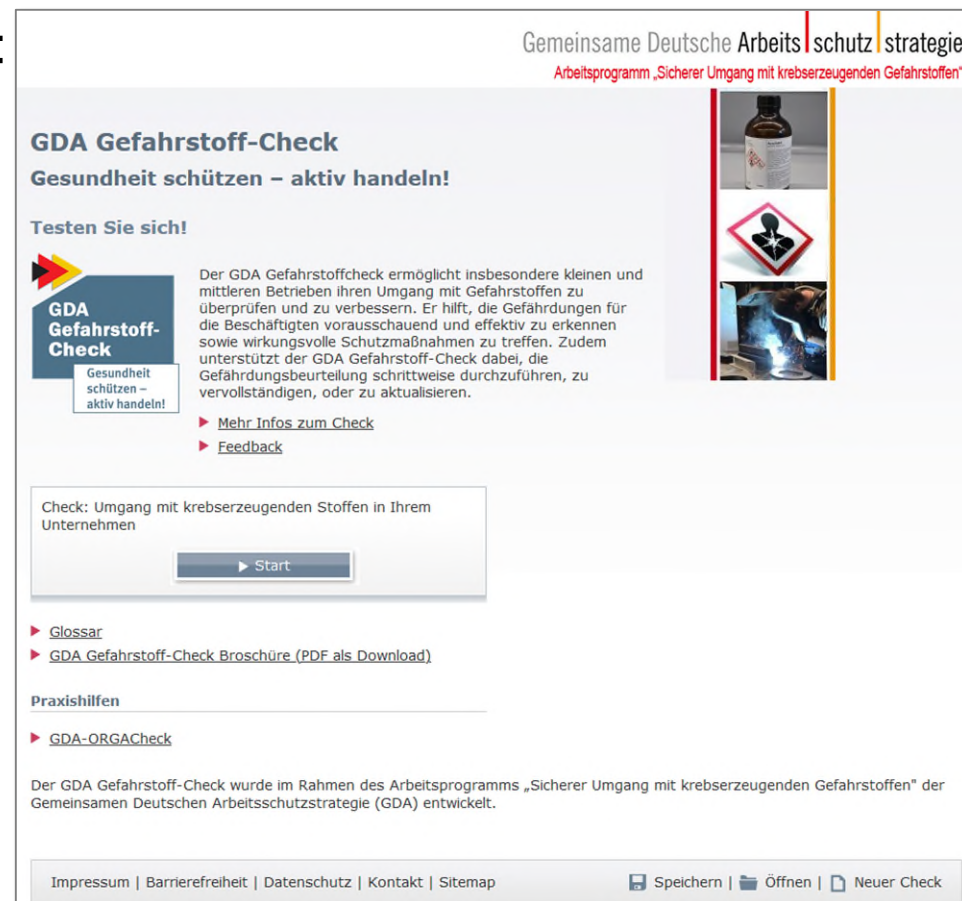 :
Gemeinsame Deutsche Arbeitsschutzstrategie
Arbeitsprogramm „Sicherer Umgang mit krebserzeugenden Gefahrstoffen"
GDA Gefahrstoff-Check
Gesundheit schützen – aktiv handeln!
Testen Sie sich!
GDA
Gefahrstoff-
Check
Gesundheit
schützen –
aktiv handeln!
Der GDA Gefahrstoffcheck ermöglicht insbesondere kleinen und
mittleren Betrieben ihren Umgang mit Gefahrstoffen zu
überprüfen und zu verbessern. Er hilft, die Gefährdungen für
die Beschäftigten vorausschauend und effektiv zu erkennen
sowie wirkungsvolle Schutzmaßnahmen zu treffen. Zudem
unterstützt der GDA Gefahrstoff-Check dabei, die
Gefährdungsbeurteilung schrittweise durchzuführen, zu
vervollständigen, oder zu aktualisieren.
Mehr Infos zum Check
Feedback
Check: Umgang mit krebserzeugenden Stoffen in Ihrem
Unternehmen
Start
Glossar
GDA Gefahrstoff-Check Broschüre (PDF als Download)
Praxishilfen
GDA-ORGACheck
Der GDA Gefahrstoff-Check wurde im Rahmen des Arbeitsprogramms „Sicherer Umgang mit krebserzeugenden Gefahrstoffen" der
Gemeinsamen Deutschen Arbeitsschutzstrategie (GDA) entwickelt.
Impressum | Barrierefreiheit | Datenschutz | Kontakt | Sitemap
Speichern | Öffnen | Neuer Check